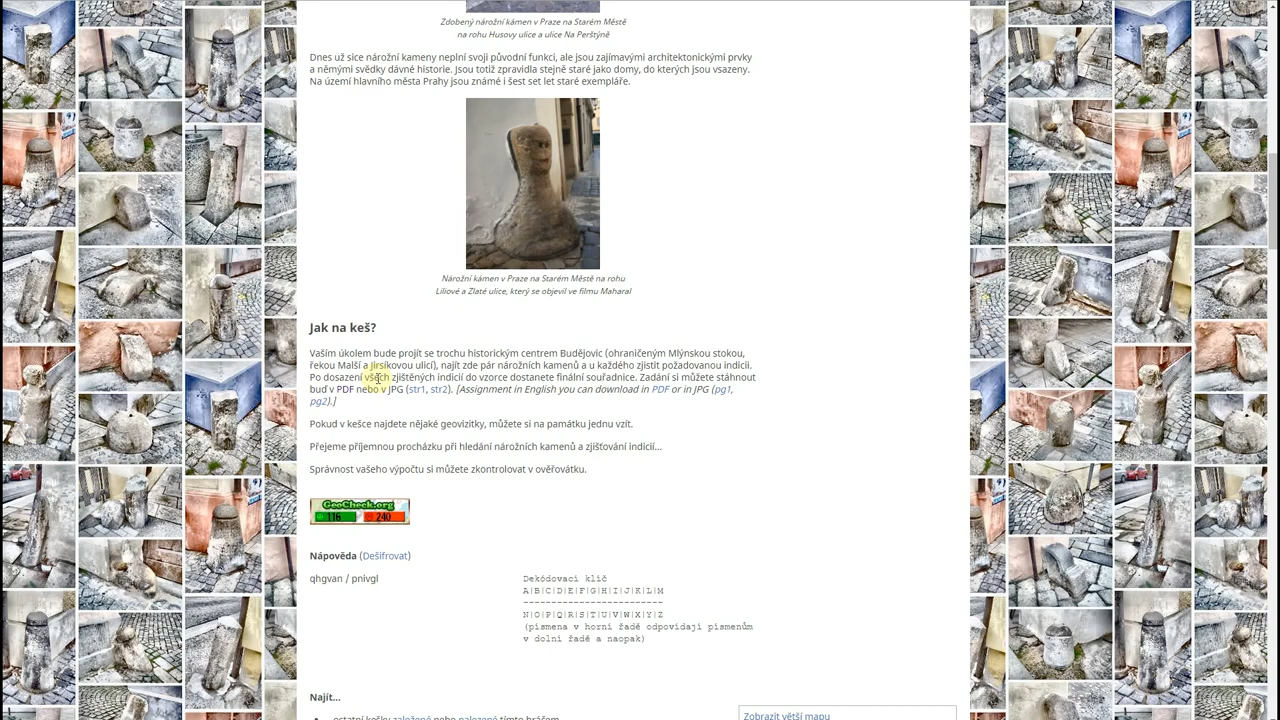 Zdobený nárožní kámen v Praze na Starém Městě
na rohu Husovy ulice a ulice Na Perštýně
Dnes už sice nárožní kameny neplní svoji původní funkci, ale jsou zajímavými architektonickými prvky
a němými svědky dávné historie. Jsou totiž zpravidla stejně staré jako domy, do kterých jsou vsazeny.
Na území hlavního města Prahy jsou známé i šest set let staré exempláře.
Nárožní kámen v Praze na Starém Městě na rohu
Liliové a Zlaté ulice, který se objevil ve filmu Maharal
Jak na keš?
Vaším úkolem bude projít se trochu historickým centrem Budějovic (ohraničeným Mlýnskou stokou,
řekou Malší a Jirsíkovou ulicí), najít zde pár nárožních kamenů a u každého zjistit požadovanou indicii.
Po dosazení všech zjištěných indicií do vzorce dostanete finální souřadnice. Zadání si můžete stáhnout
buď v PDF nebo v JPG (str1, str2). [Assignment in English you can download in PDF or in JPG (pg1,
pg2).]
Pokud v kešce najdete nějaké geovizitky, můžete si na památku jednu vzít.
Přejeme příjemnou procházku při hledání nárožních kamenů a zjišťování indicií...
Správnost vašeho výpočtu si můžete zkontrolovat v ověřovátku.
GeoCheck.org
116 240
Nápověda (Dešifrovat)
qhgvan / pnivgl
Dekódovací klíč
A|B|C|D|E|F|G|H|I|J|K|L|M
-------------------------
N|O|P|Q|R|S|T|U|V|W|X|Y|Z
(písmena v horní řadě odpovídají písmenům
v dolní řadě a naopak)
Najít...
ostatní kešky založené nebo nalezené tímto hráčem
Zobrazit větší mapu